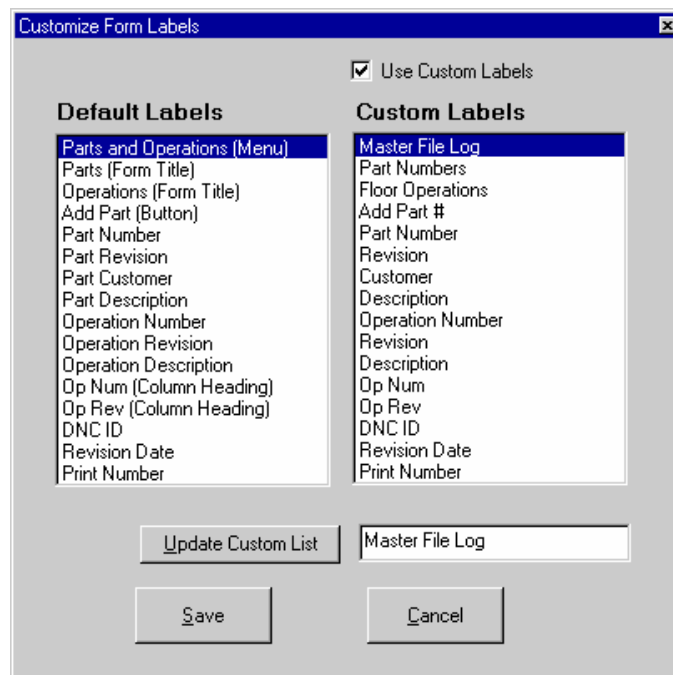 Customize Form Labels
Use Custom Labels
Default Labels
Parts and Operations (Menu)
Parts (Form Title)
Operations (Form Title)
Add Part (Button)
Part Number
Part Revision
Part Customer
Part Description
Operation Number
Operation Revision
Operation Description
Op Num (Column Heading)
Op Rev (Column Heading)
DNC ID
Revision Date
Print Number
Custom Labels
Master File Log
Part Numbers
Floor Operations
Add Part #
Part Number
Revision
Customer
Description
Operation Number
Revision
Description
Op Num
Op Rev
DNC ID
Revision Date
Print Number
Update Custom List
Master File Log
Save
Cancel